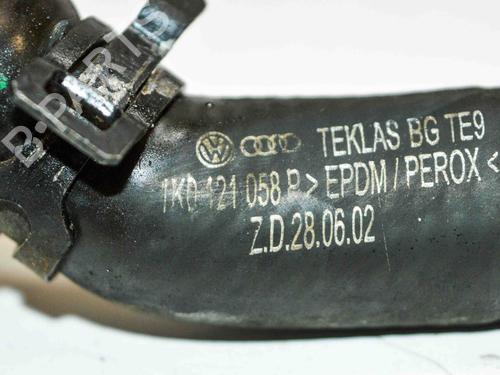 B-PARTS
TEKLAS BG TE9
1K0 121 058 P > EPDM / PEROX <
Z.D.28.06.02